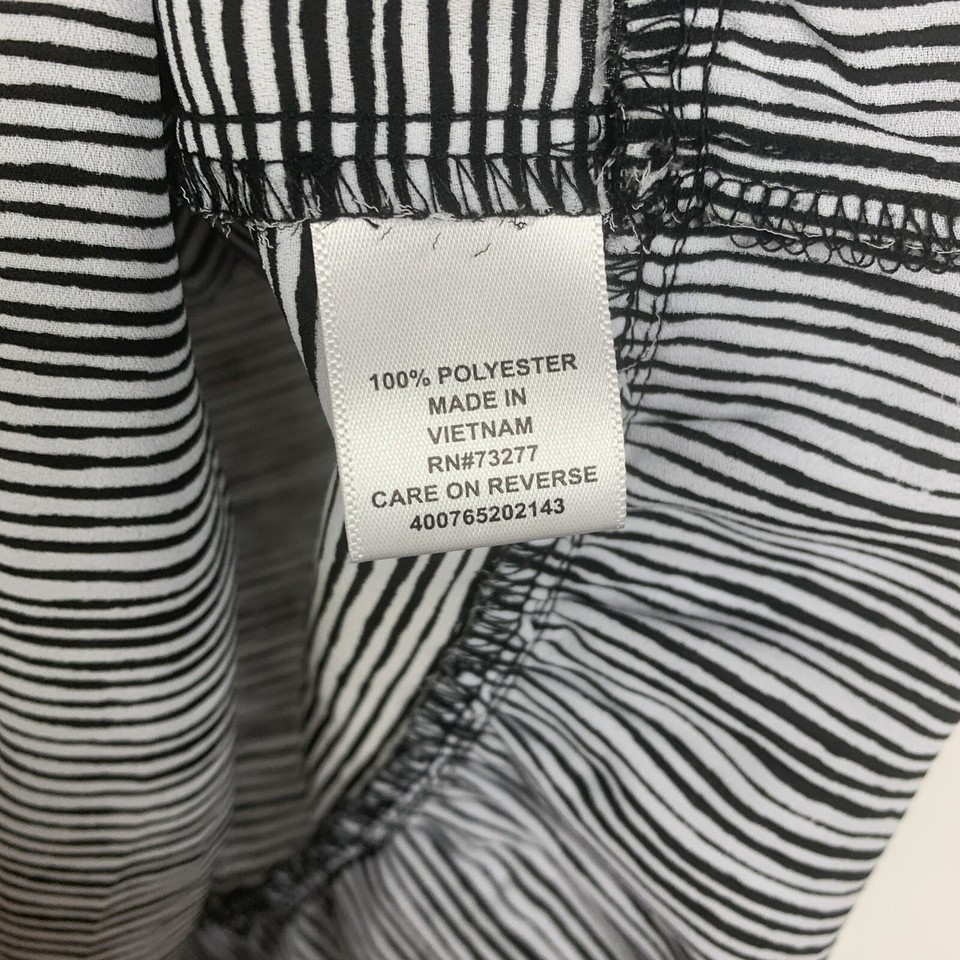 100% POLYESTER
MADE IN
VIETNAM
RN#73277
CARE ON REVERSE
400765202143